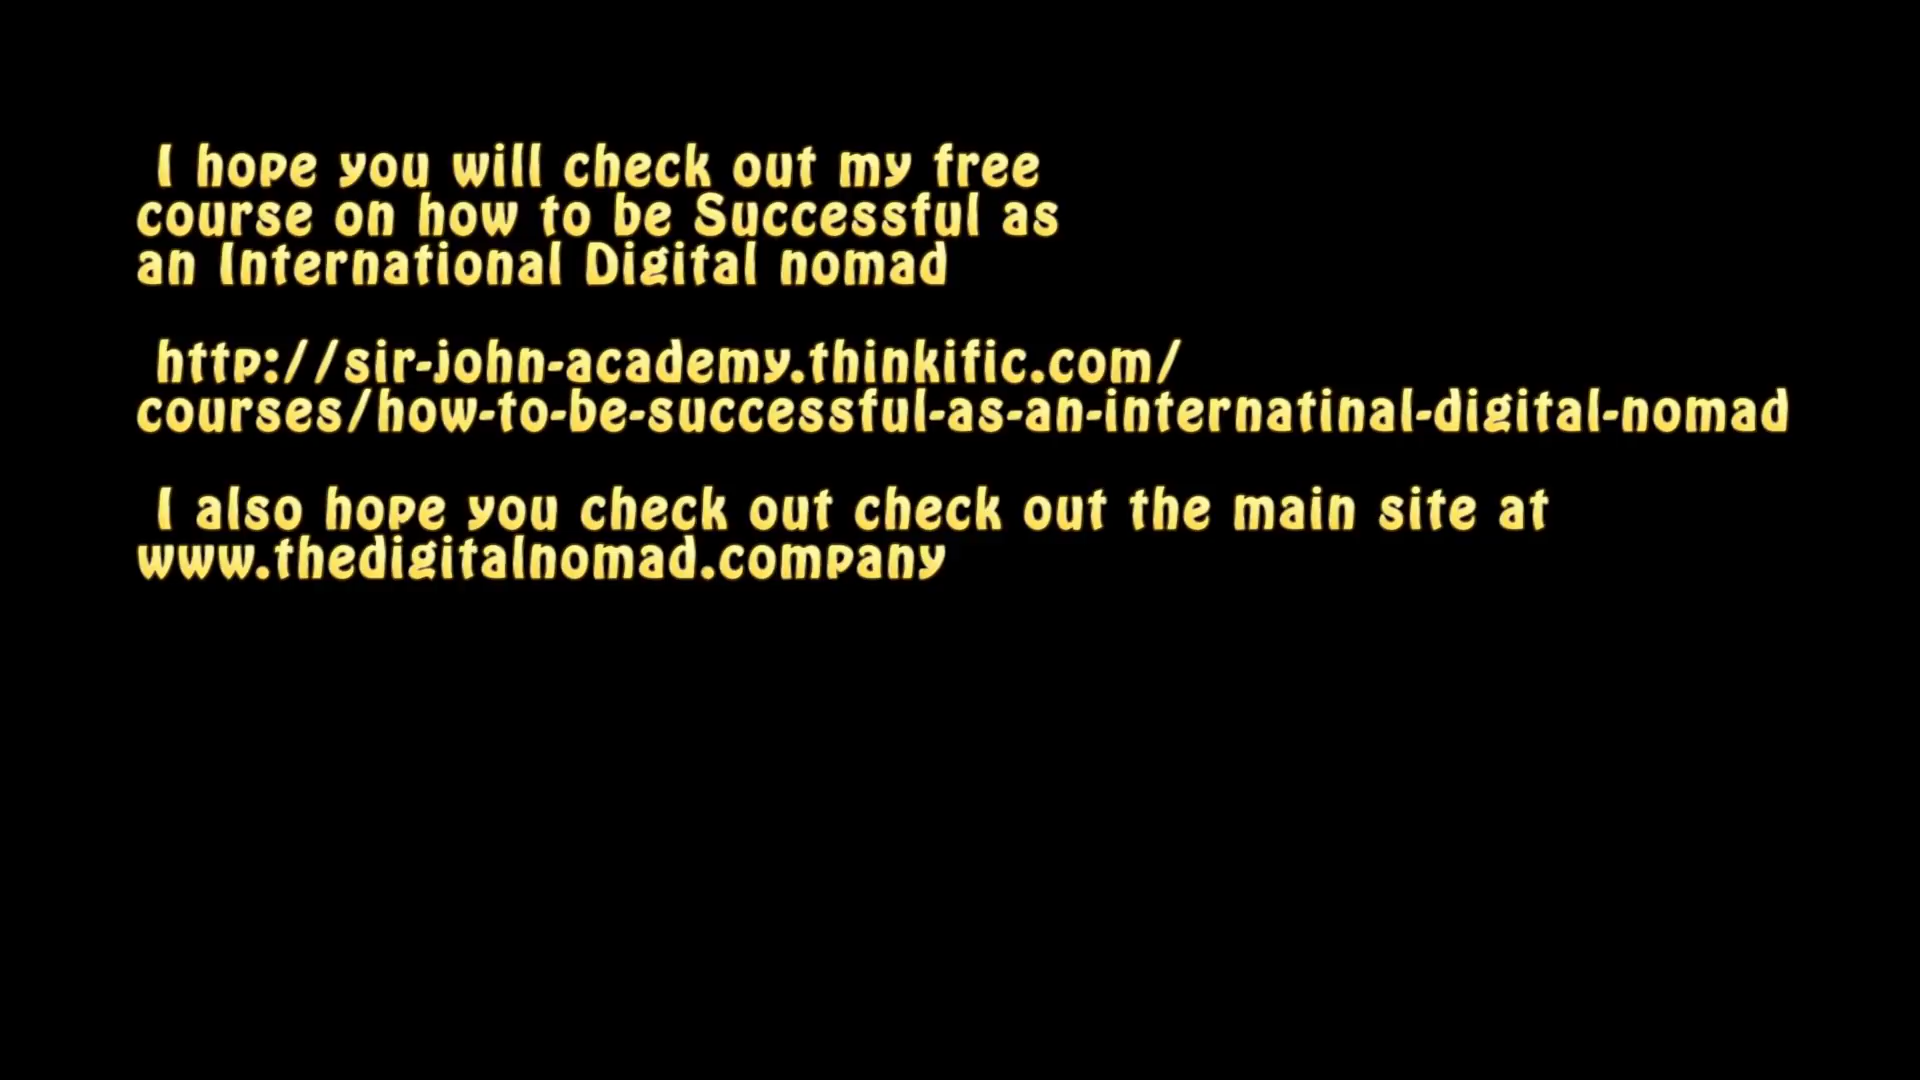 I hope you will check out my free
course on how to be Successful as
an International Digital nomad
http://sir-john-academy.thinkific.com/
courses/how-to-be-successful-as-an-internatinal-digital-nomad
I also hope you check out check out the main site at
www.thedigitalnomad.company